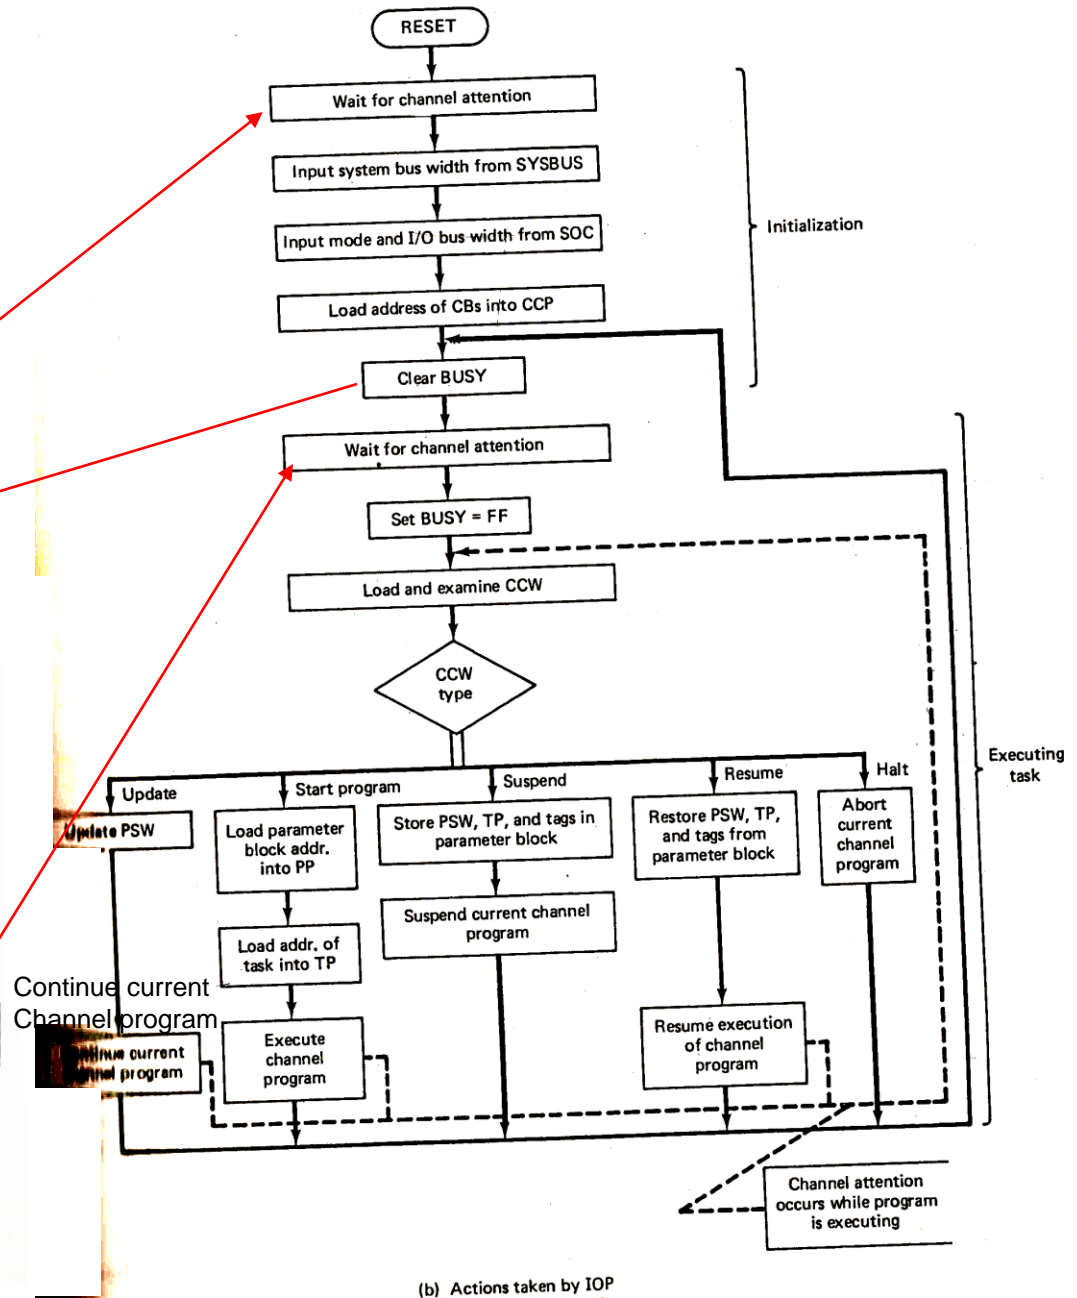 RESET
Wait for channel attention
Input system bus width from SYSBUS
Input mode and I/O bus width from SOC
Load address of CBs into CCP
Clear BUSY
Initialization
Wait for channel attention
Set BUSY = FF
Load and examine CCW
CCW
type
Executing
task
Update
Start program
Suspend
Resume
Halt
Update PSW
Load parameter
block addr.
into PP
Store PSW, TP, and tags in
parameter block
Restore PSW, TP,
and tags from
parameter block
Abort
current
channel
program
Load addr. of
task into TP
Suspend current channel
program
Continue current
Channel program
current
program
Execute
channel
program
Resume execution
of channel
program
Channel attention
occurs while program
is executing
(b) Actions taken by IOP